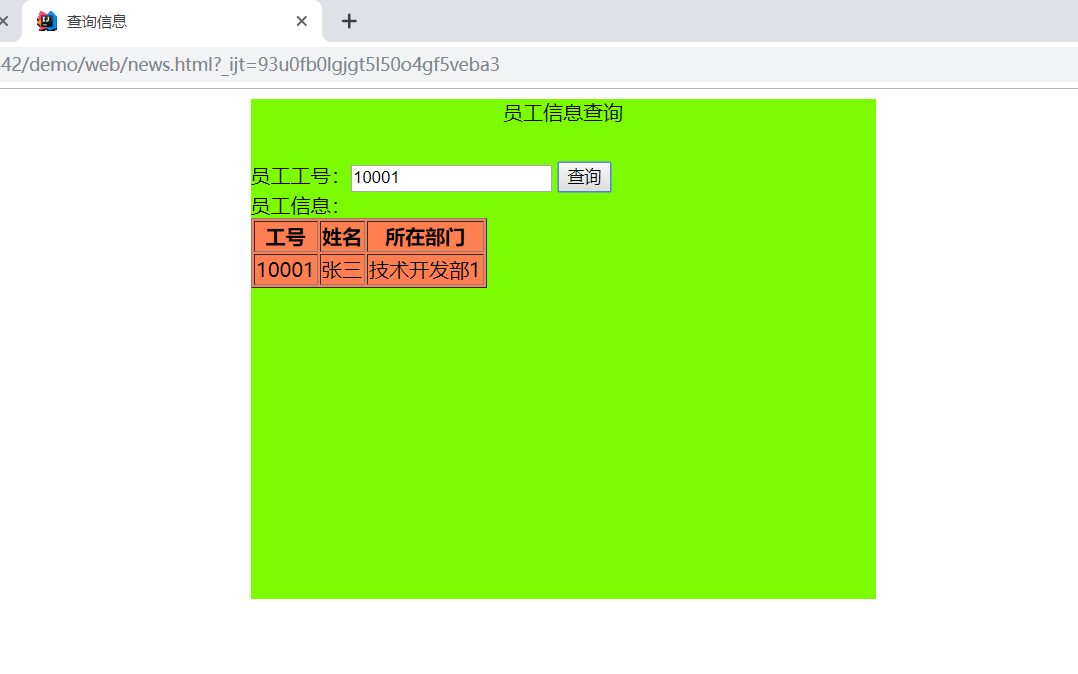 查询信息
42/demo/web/news.html?_ijt=93u0fb0lgjgt5l50o4gf5veba3
员工信息查询
员工工号： 10001 查询
员工信息：
工号 姓名 所在部门
10001 张三 技术开发部1